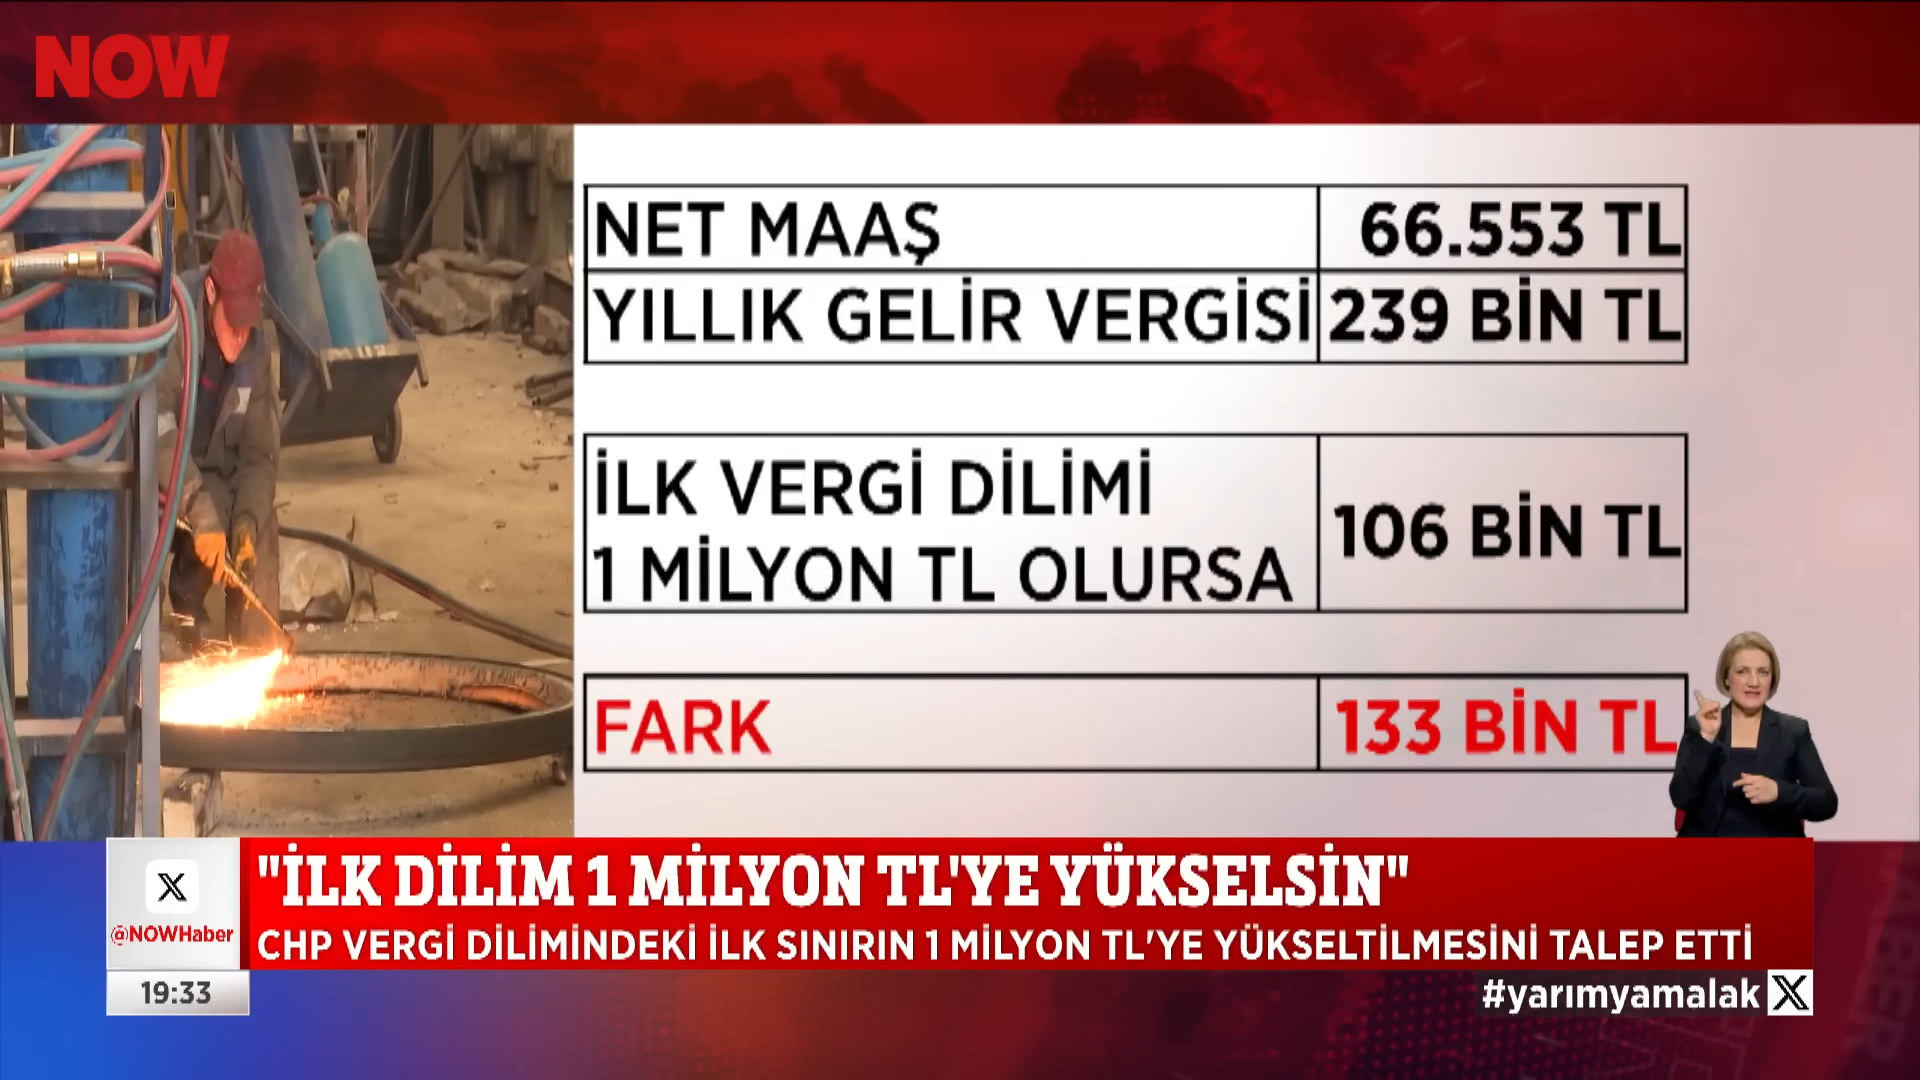 NOW
NET MAAŞ 66.553 TL
YILLIK GELİR VERGİSİ 239 BİN TL
İLK VERGİ DİLİMİ
1 MİLYON TL OLURSA 106 BİN TL
FARK 133 BİN TL
"İLK DİLİM 1 MİLYON TL'YE YÜKSELSİN"
@NOWHaber
CHP VERGİ DİLİMİNDEKİ İLK SINIRIN 1 MİLYON TL'YE YÜKSELTİLMESİNİ TALEP ETTİ
19:33
#yarımyamalak